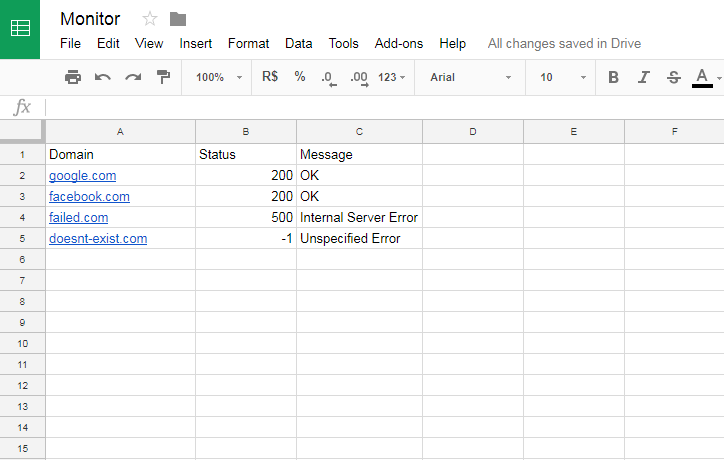 Monitor
File Edit View Insert Format Data Tools Add-ons Help All changes saved in Drive
100% R$ % .0 .00 123 Arial 10 B I S A
fx
A B C D E F
1 Domain Status Message
2 google.com 200 OK
3 facebook.com 200 OK
4 failed.com 500 Internal Server Error
5 doesnt-exist.com -1 Unspecified Error
6
7
8
9
10
11
12
13
14
15